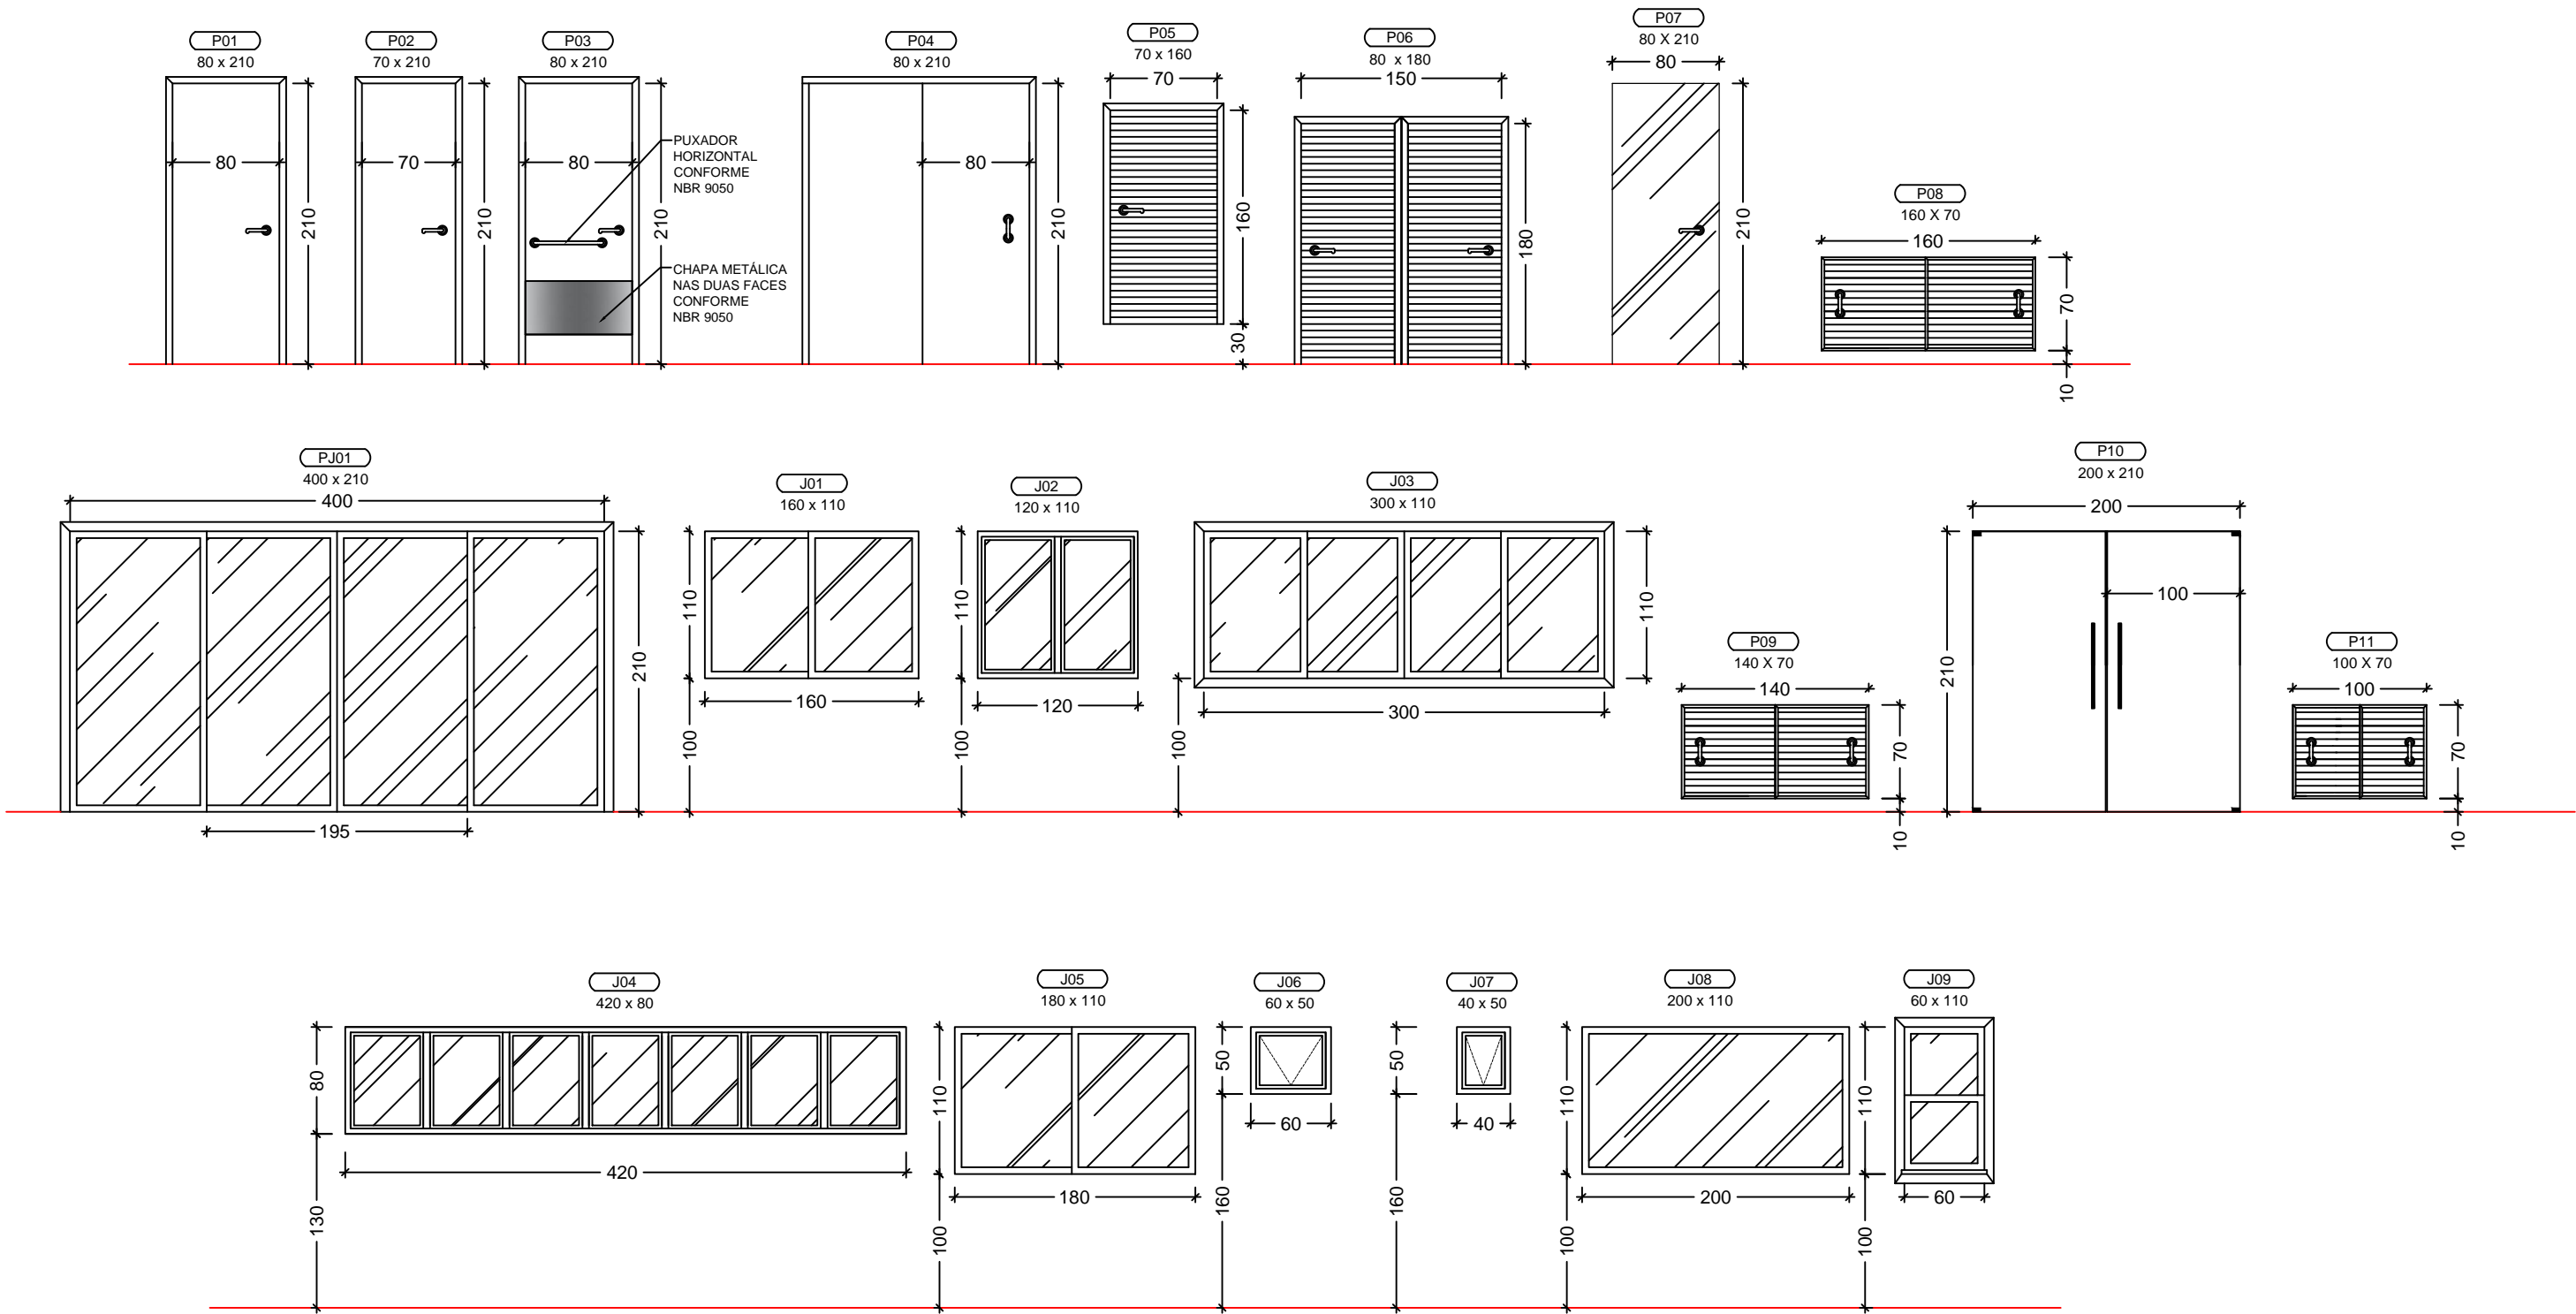 P01
80 x 210
80
210
P02
70 x 210
70
210
P03
80 x 210
80
210
PUXADOR
HORIZONTAL
CONFORME
NBR 9050
CHAPA METÁLICA
NAS DUAS FACES
CONFORME
NBR 9050
P04
80 x 210
80
210
P05
70 x 160
70
160
30
P06
80 x 180
150
180
P07
80 X 210
80
210
P08
160 X 70
160
70
10
PJ01
400 x 210
400
210
195
J01
160 x 110
110
160
100
J02
120 x 110
110
120
100
J03
300 x 110
110
300
100
P09
140 X 70
140
70
10
P10
200 x 210
200
100
210
P11
100 X 70
100
70
10
J04
420 x 80
80
420
130
J05
180 x 110
110
180
100
J06
60 x 50
50
60
160
J07
40 x 50
50
40
160
J08
200 x 110
110
200
100
J09
60 x 110
110
60
100